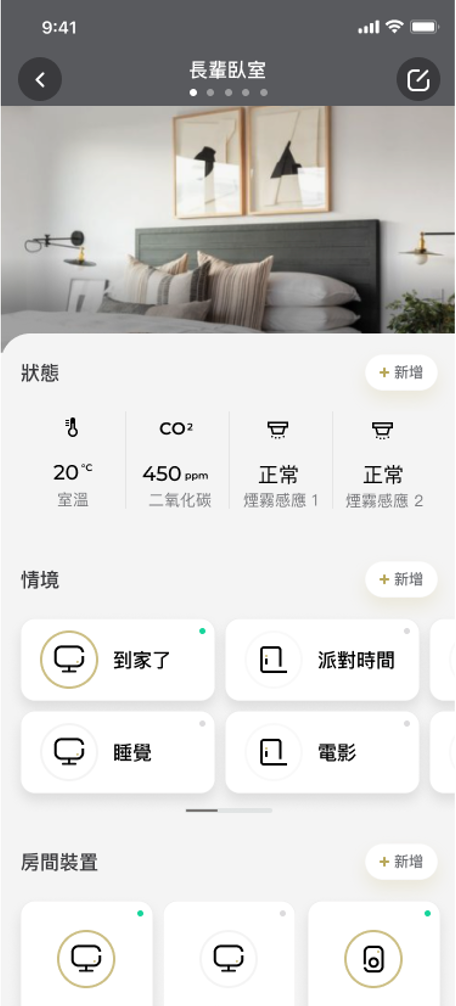 9:41
長輩臥室
狀態
+ 新增
CO²
20 °C
450 ppm
正常
正常
室溫
二氧化碳
煙霧感應 1
煙霧感應 2
情境
+ 新增
到家了
派對時間
睡覺
電影
房間裝置
+ 新增